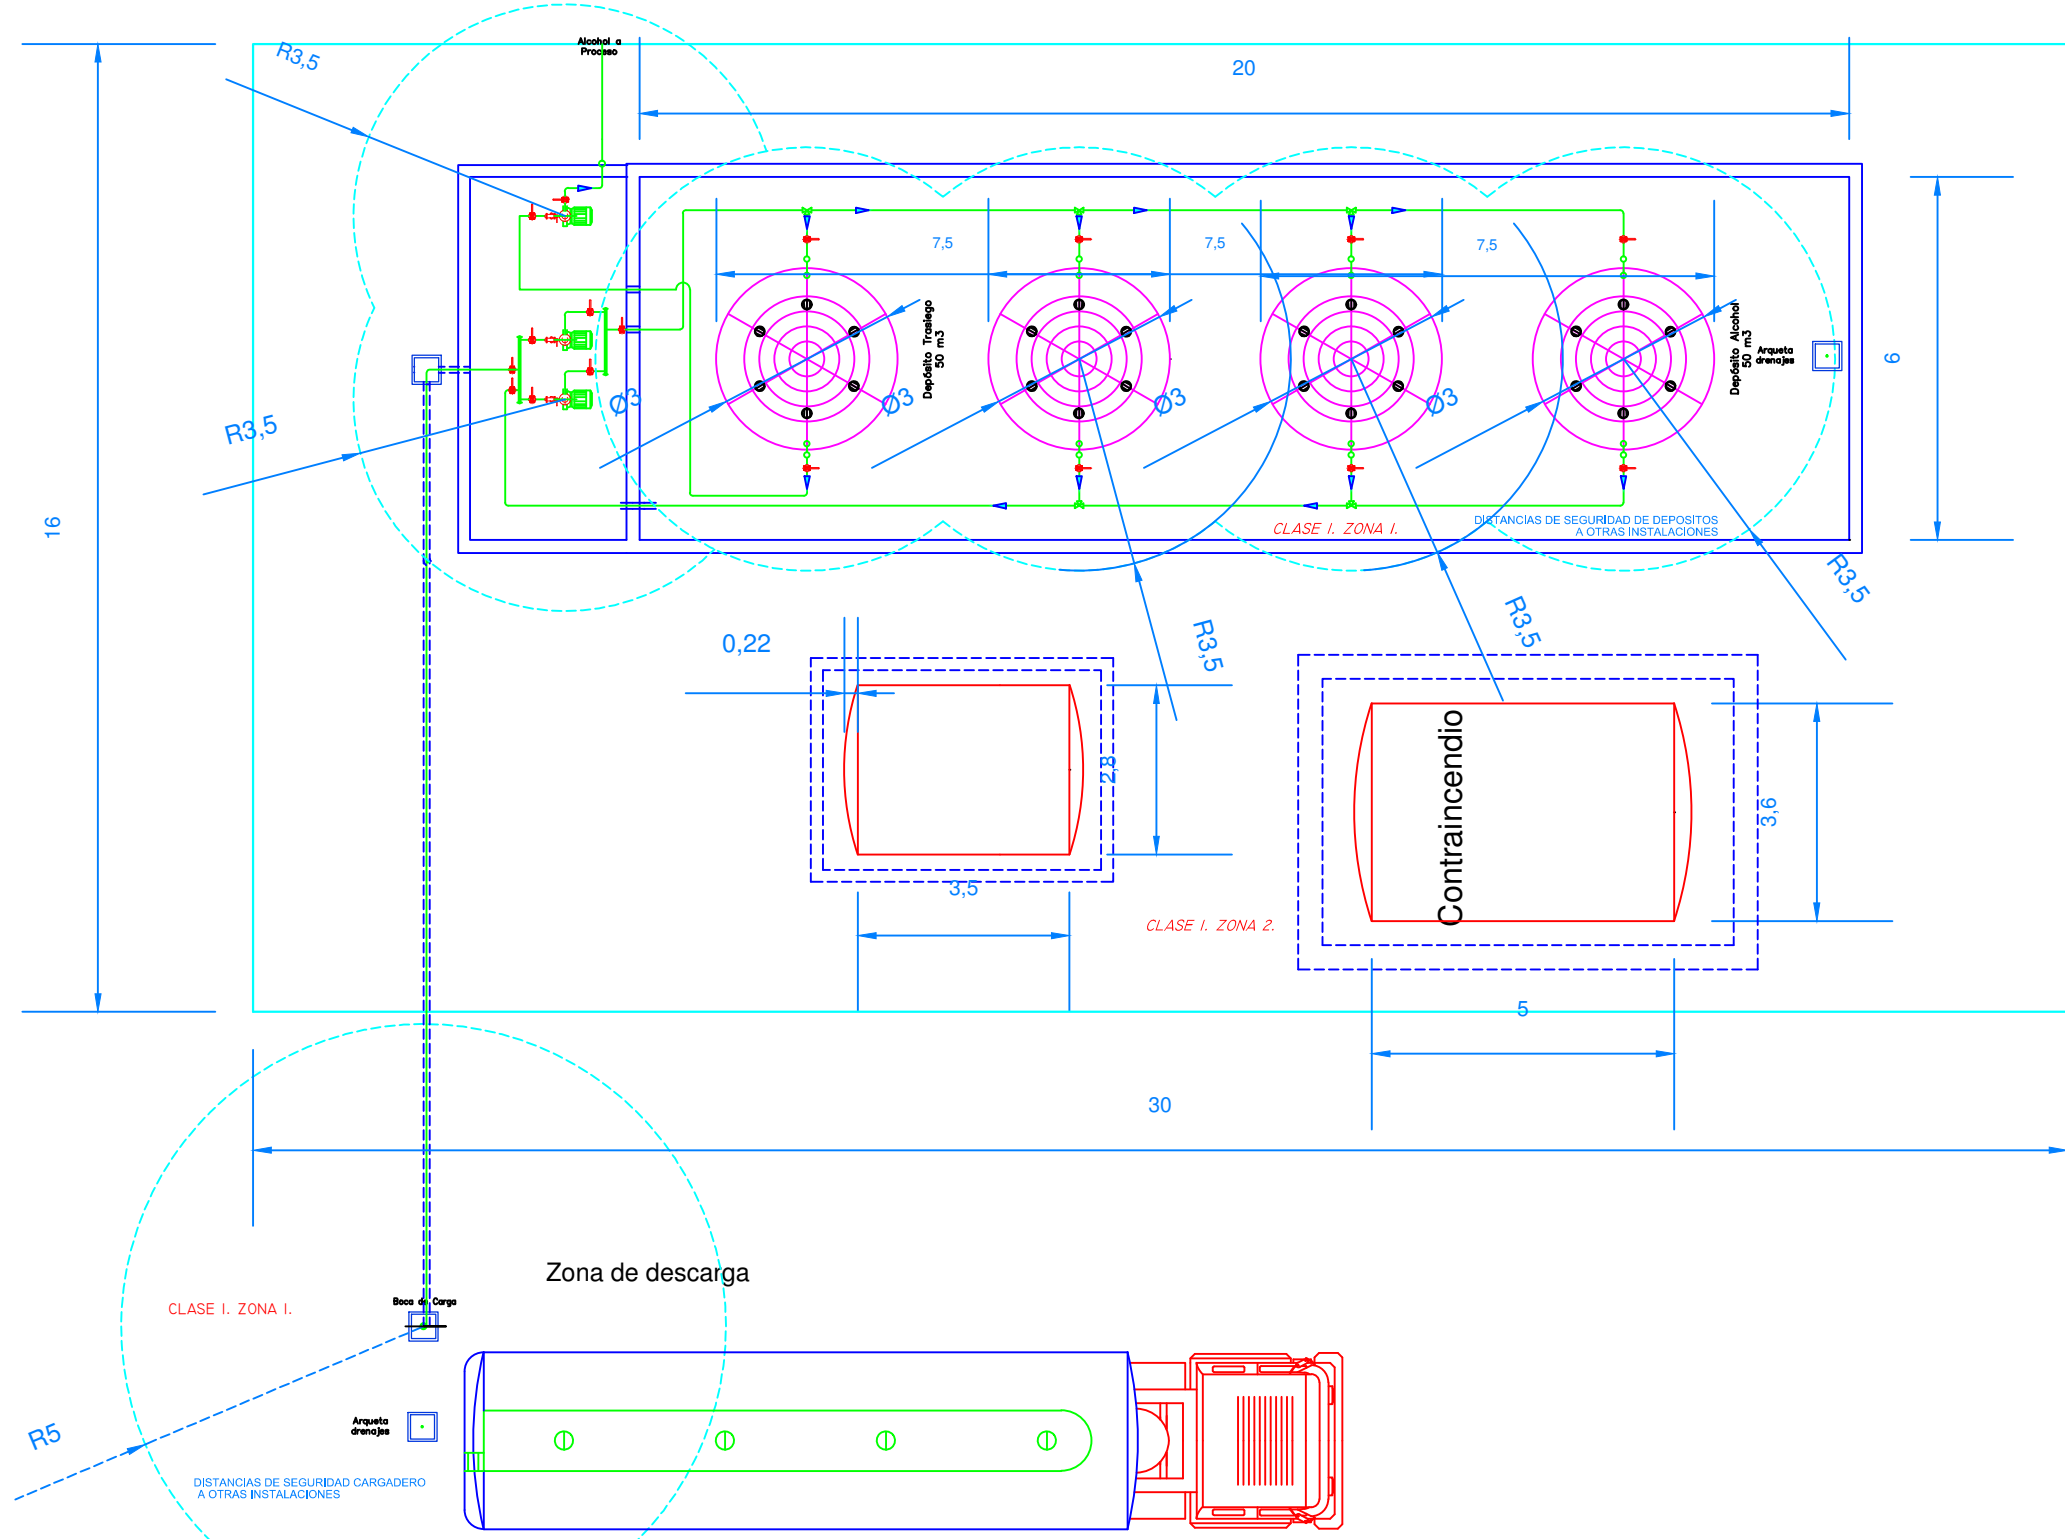 Alcohol a
Proceso
R3,5
20
7,5
7,5
7,5
Depósito Trasiego
50 m3
Depósito Alcohol
50 m3
Arqueta
drenajes
6
Ø3
Ø3
Ø3
Ø3
R3,5
16
CLASE I. ZONA I.
DISTANCIAS DE SEGURIDAD DE DEPOSITOS
A OTRAS INSTALACIONES
R3,5
R3,5
R3,5
0,22
2,8
3,5
Contraincendio
3,6
CLASE I. ZONA 2.
5
30
Zona de descarga
CLASE I. ZONA I.
Boca de Carga
R5
Arqueta
drenajes
DISTANCIAS DE SEGURIDAD CARGADERO
A OTRAS INSTALACIONES